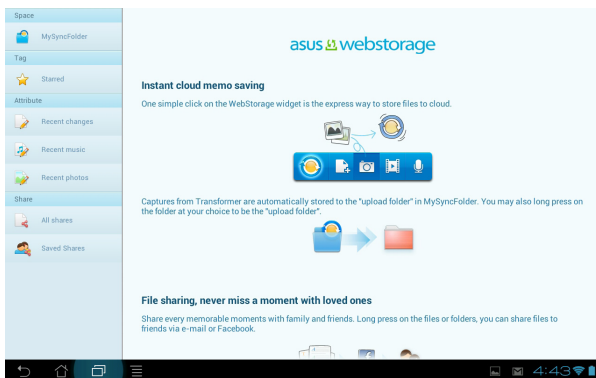 Space
MySyncFolder
Tag
Starred
Attribute
Recent changes
Recent music
Recent photos
Share
All shares
Saved Shares
asus webstorage
Instant cloud memo saving
One simple click on the WebStorage widget is the express way to store files to cloud.
Captures from Transformer are automatically stored to the "upload folder" in MySyncFolder. You may also long press on
the folder at your choice to be the "upload folder".
File sharing, never miss a moment with loved ones
Share every memorable moments with family and friends. Long press on the files or folders, you can share files to
friends via e-mail or Facebook.
4:43